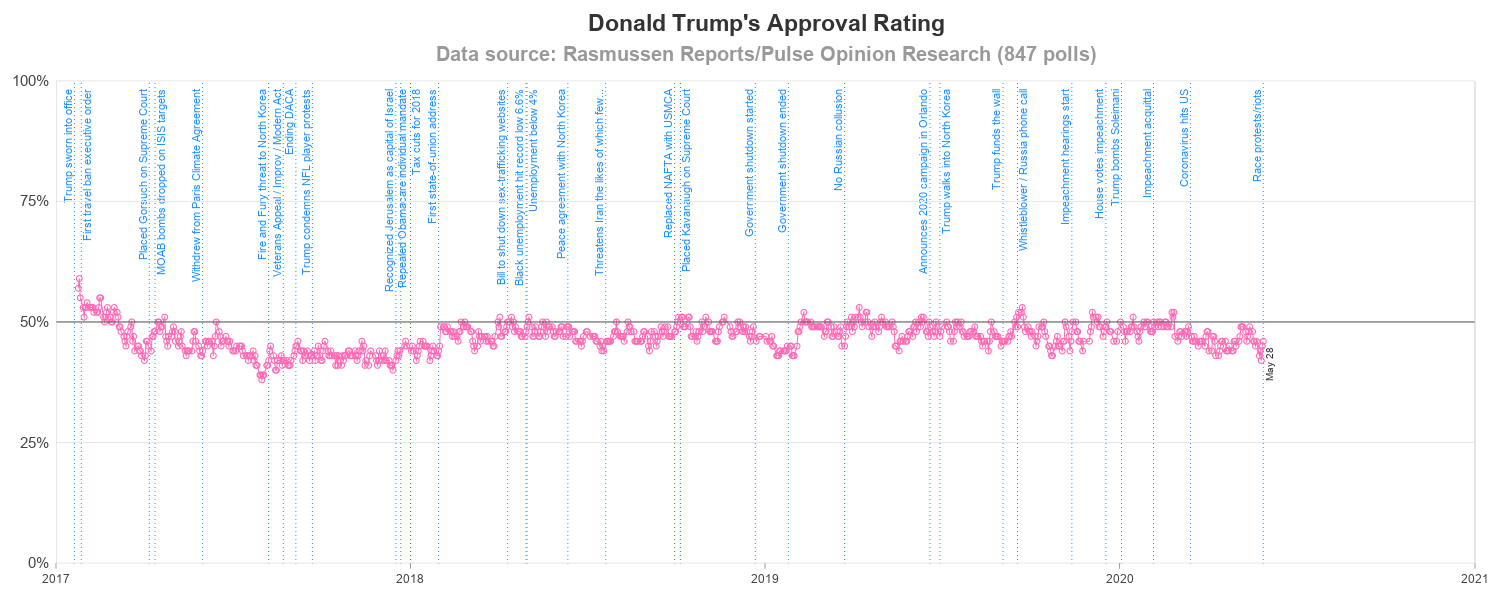 Donald Trump's Approval Rating
Data source: Rasmussen Reports/Pulse Opinion Research (847 polls)
100%
75%
50%
25%
0%
Trump sworn into office
First travel ban executive order
Placed Gorsuch on Supreme Court
MOAB bombs dropped on ISIS targets
Withdrew from Paris Climate Agreement
Fire and Fury threat to North Korea
Veterans Appeal / Improv / Modern Act
Ending DACA
Trump condemns NFL player protests
Recognized Jerusalem as capital of Israel
Repealed Obamacare individual mandate
Tax cuts for 2018
First state-of-union address
Bill to shut down sex-trafficking websites
Black unemployment hit record low 6.6%
Unemployment below 4%
Peace agreement with North Korea
Threatens Iran the likes of which few...
Replaced NAFTA with USMCA
Placed Kavanaugh on Supreme Court
Government shutdown started
Government shutdown ended
No Russian collusion
Announces 2020 campaign in Orlando
Trump walks into North Korea
Trump funds the wall
Whistleblower / Russia phone call
Impeachment hearings start
House votes impeachment
Trump bombs Soleimani
Impeachment acquittal
Coronavirus hits US
Race protests/riots
May 28
2017
2018
2019
2020
2021